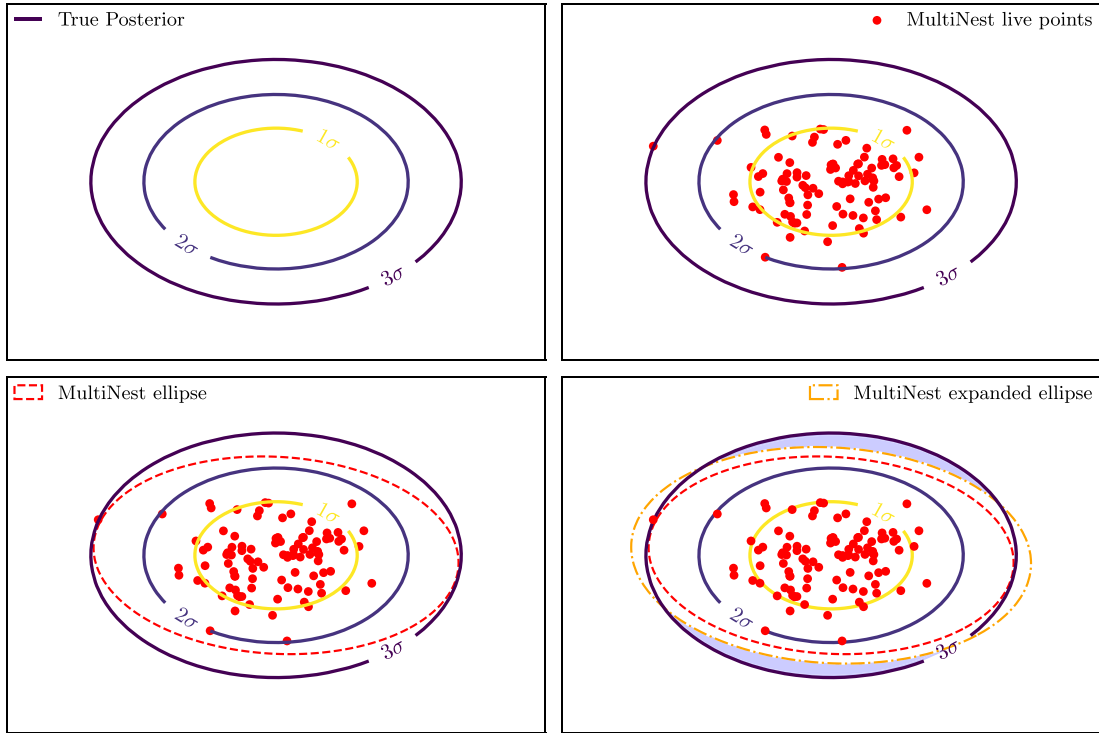 True Posterior
1σ
2σ
3σ
MultiNest live points
1σ
2σ
3σ
MultiNest ellipse
1σ
2σ
3σ
MultiNest expanded ellipse
1σ
2σ
3σ